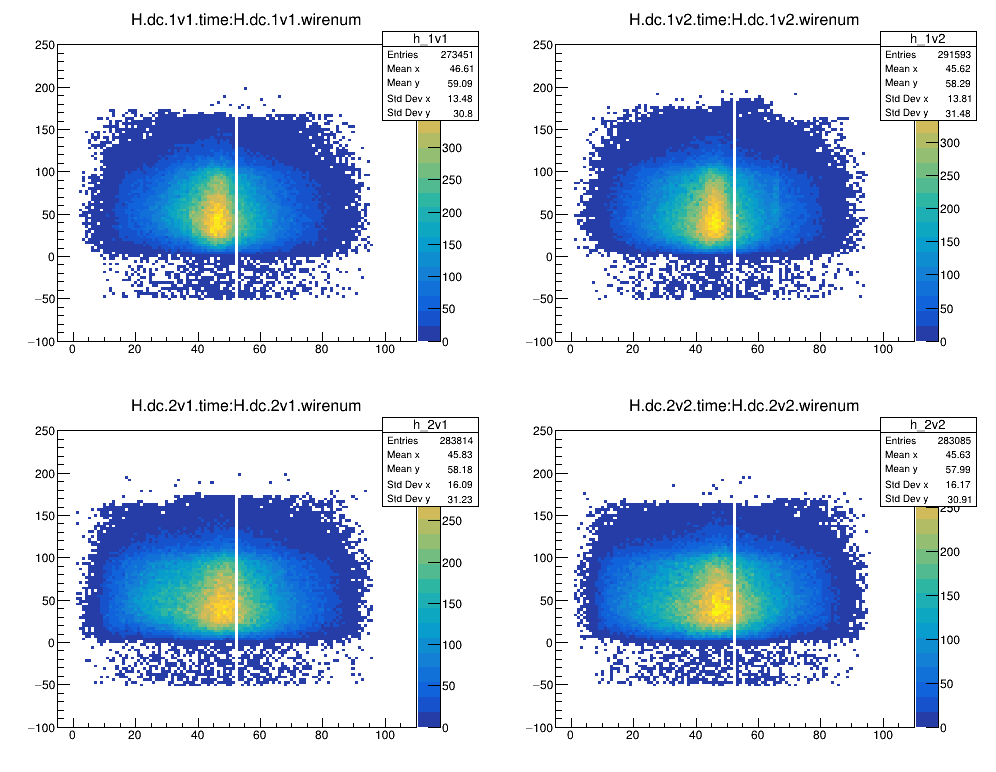 H.dc.1v1.time:H.dc.1v1.wirenum
h_1v1
Entries 273451
Mean x 46.61
Mean y 59.09
Std Dev x 13.48
Std Dev y 30.8
250
200
150
100
50
0
−50
−100
0 20 40 60 80 100
300
250
200
150
100
50
0
H.dc.1v2.time:H.dc.1v2.wirenum
h_1v2
Entries 291593
Mean x 45.62
Mean y 58.29
Std Dev x 13.81
Std Dev y 31.48
250
200
150
100
50
0
−50
−100
0 20 40 60 80 100
300
250
200
150
100
50
0
H.dc.2v1.time:H.dc.2v1.wirenum
h_2v1
Entries 283814
Mean x 45.83
Mean y 58.18
Std Dev x 16.09
Std Dev y 31.23
250
200
150
100
50
0
−50
−100
0 20 40 60 80 100
250
200
150
100
50
0
H.dc.2v2.time:H.dc.2v2.wirenum
h_2v2
Entries 283085
Mean x 45.63
Mean y 57.99
Std Dev x 16.17
Std Dev y 30.91
250
200
150
100
50
0
−50
−100
0 20 40 60 80 100
250
200
150
100
50
0